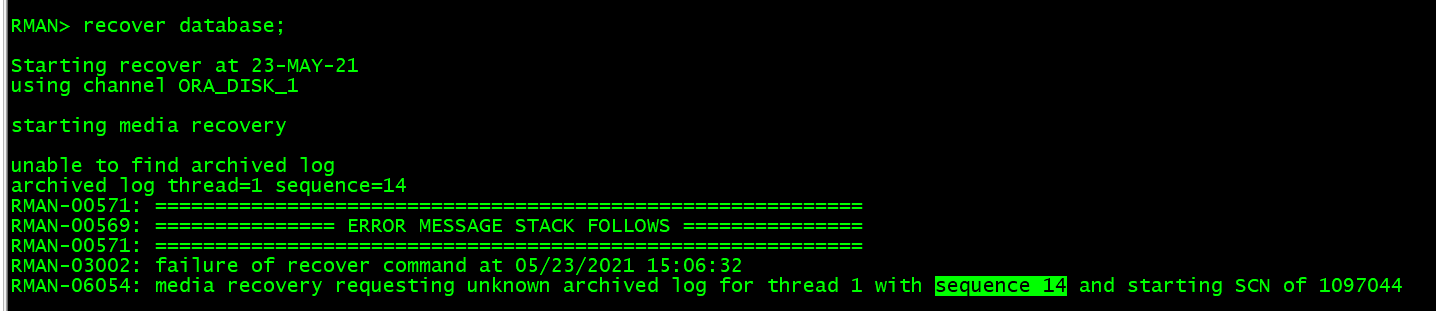 RMAN> recover database;
Starting recover at 23-MAY-21
using channel ORA_DISK_1
starting media recovery
unable to find archived log
archived log thread=1 sequence=14
RMAN-00571: ===========================================================
RMAN-00569: =============== ERROR MESSAGE STACK FOLLOWS ===============
RMAN-00571: ===========================================================
RMAN-03002: failure of recover command at 05/23/2021 15:06:32
RMAN-06054: media recovery requesting unknown archived log for thread 1 with sequence 14 and starting SCN of 1097044